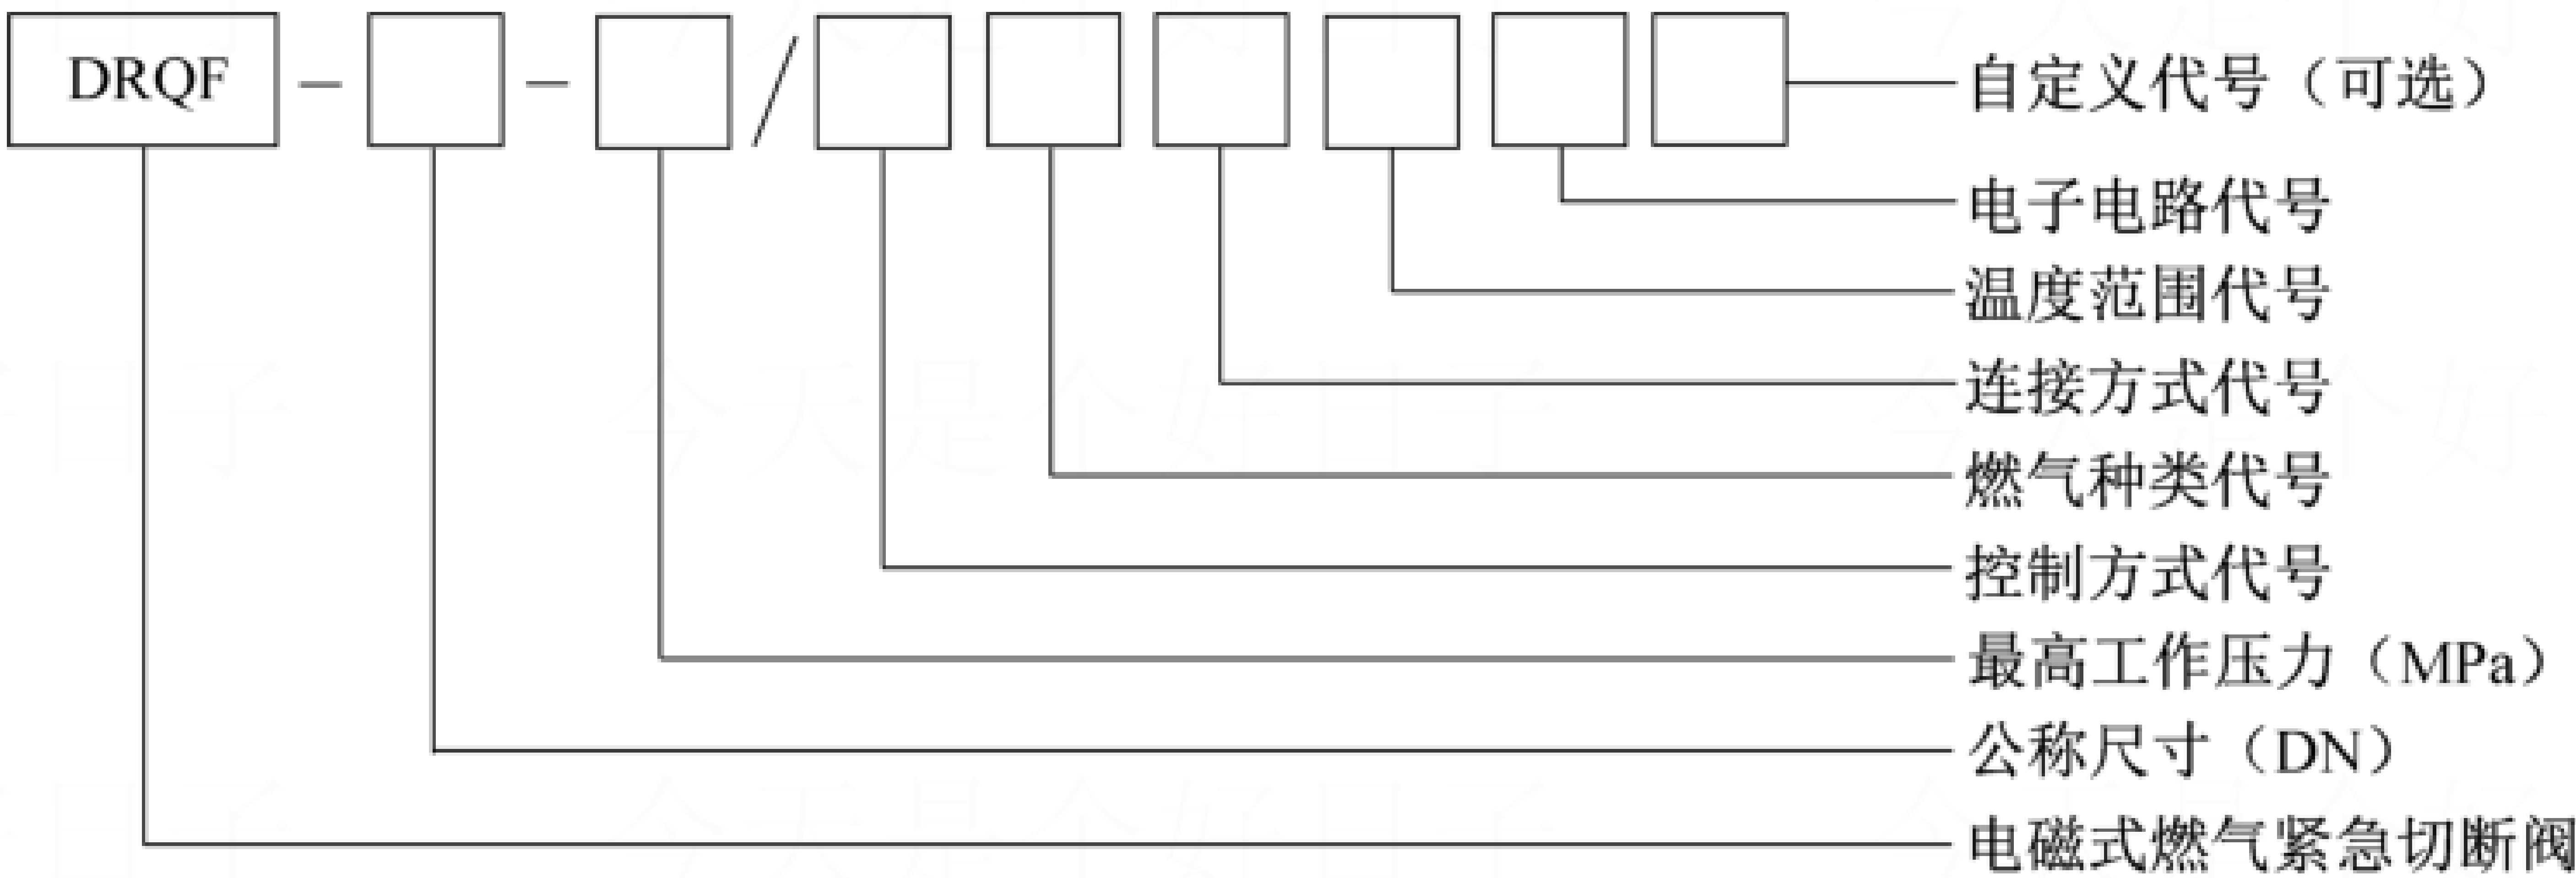 DRQF - - /
自定义代号（可选）
电子电路代号
温度范围代号
连接方式代号
燃气种类代号
控制方式代号
最高工作压力（MPa）
公称尺寸（DN）
电磁式燃气紧急切断阀